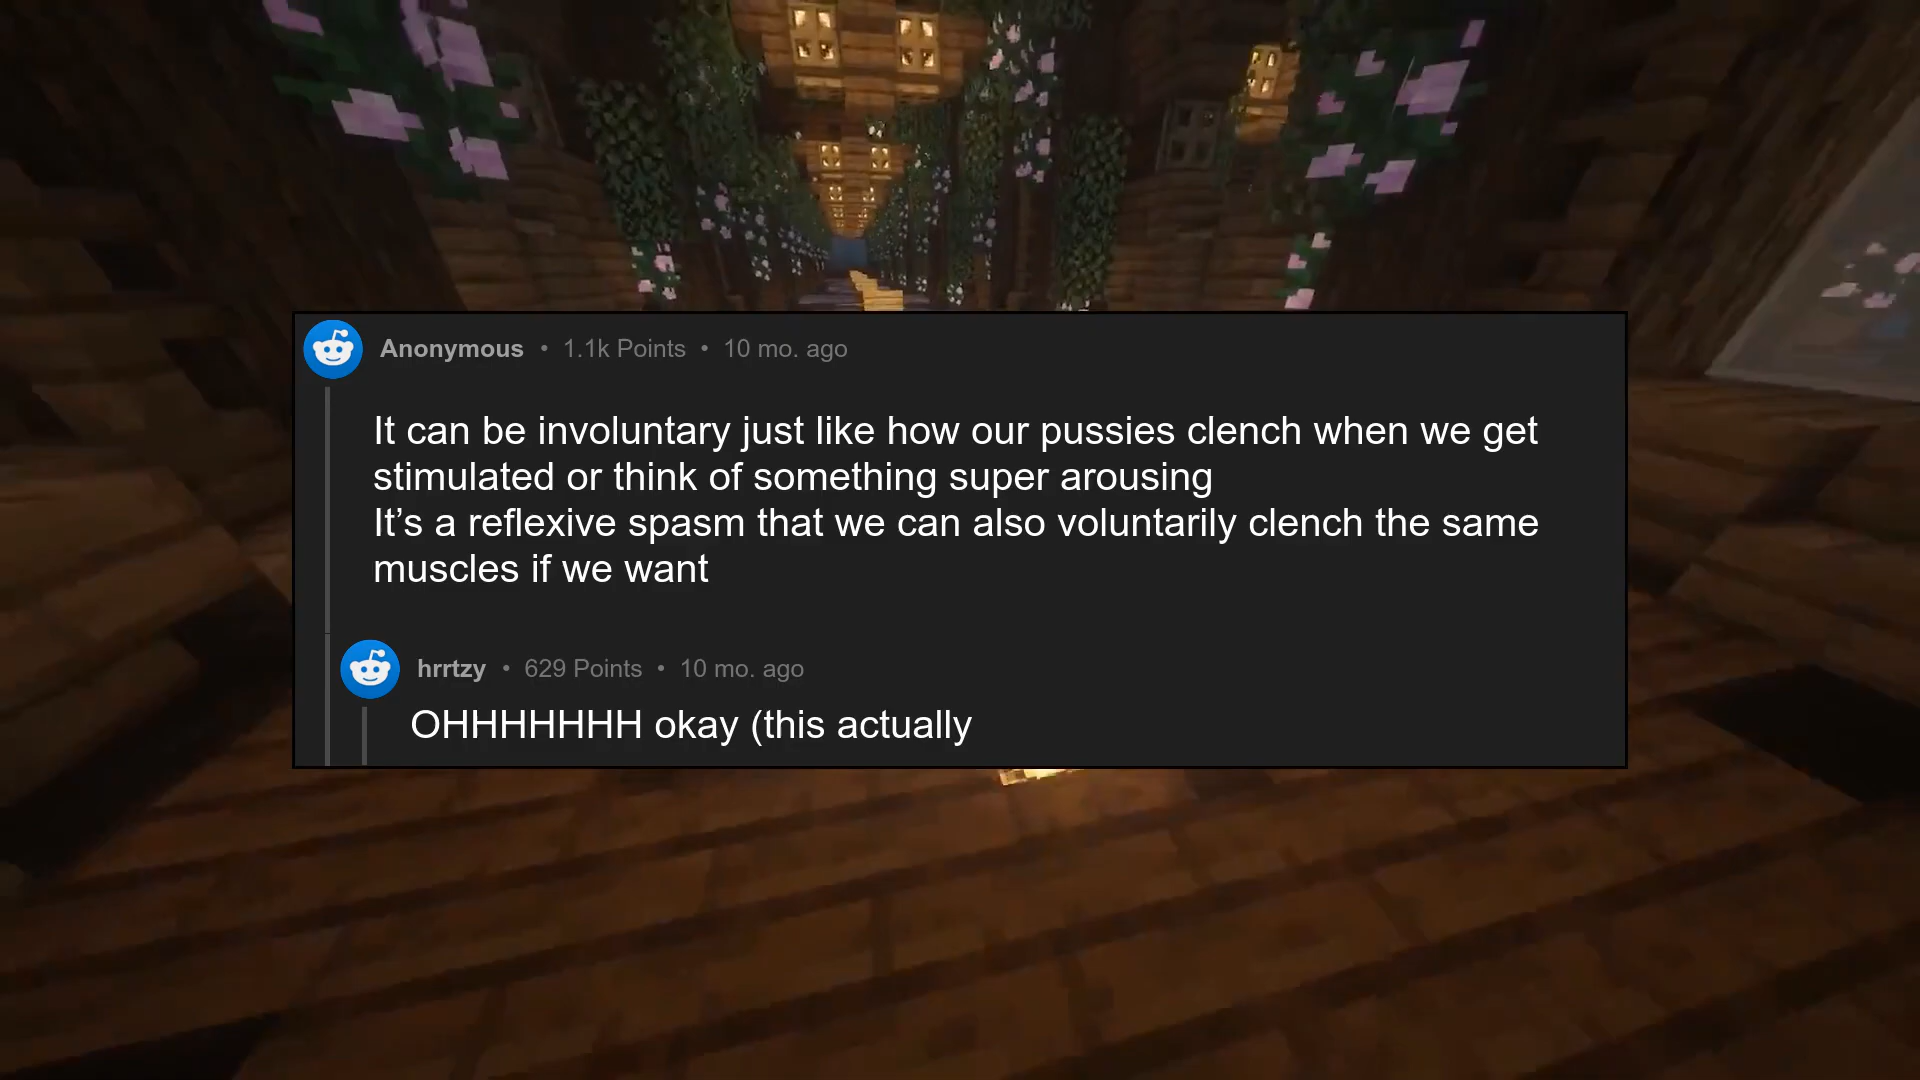 Anonymous • 1.1k Points • 10 mo. ago
It can be involuntary just like how our pussies clench when we get
stimulated or think of something super arousing
It’s a reflexive spasm that we can also voluntarily clench the same
muscles if we want
hrrtzy • 629 Points • 10 mo. ago
OHHHHHHH okay (this actually